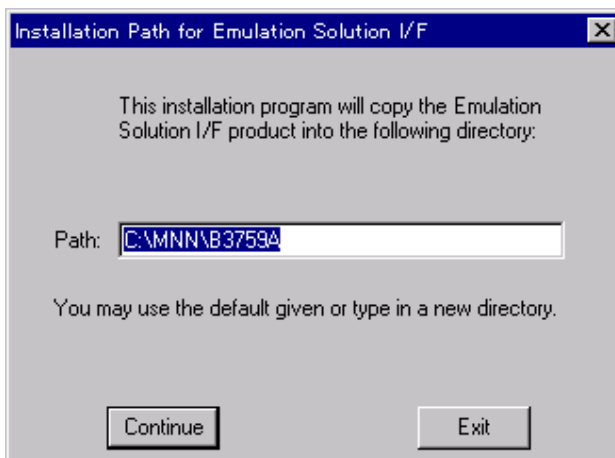 Installation Path for Emulation Solution I/F
This installation program will copy the Emulation
Solution I/F product into the following directory:
Path: C:\MNN\B3759A
You may use the default given or type in a new directory.
Continue Exit